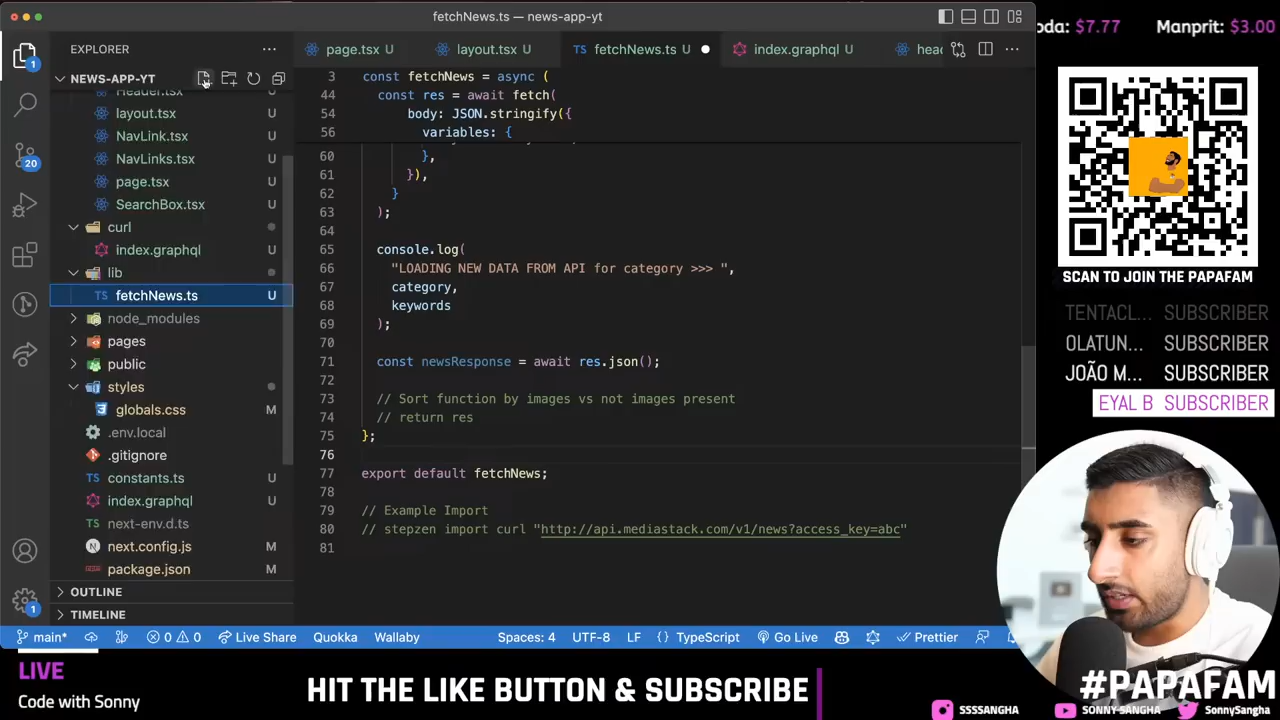 fetchNews.ts — news-app-yt
oda: $7.77 Manprit: $3.00
EXPLORER
page.tsx U
layout.tsx U
fetchNews.ts U
index.graphql U
head
NEWS-APP-YT
Header.tsx U
layout.tsx U
NavLink.tsx U
NavLinks.tsx U
page.tsx U
SearchBox.tsx U
curl
index.graphql U
lib
TS fetchNews.ts U
node_modules
pages
public
styles
globals.css M
.env.local
.gitignore
TS constants.ts U
index.graphql U
TS next-env.d.ts
next.config.js M
package.json M
OUTLINE
TIMELINE
3 const fetchNews = async (
44 const res = await fetch(
54 body: JSON.stringify({
56 variables: {
60 },
61 }),
62 }
63 );
64
65 console.log(
66 "LOADING NEW DATA FROM API for category >>> ",
67 category,
68 keywords
69 );
70
71 const newsResponse = await res.json();
72
73 // Sort function by images vs not images present
74 // return res
75 };
76
77 export default fetchNews;
78
79 // Example Import
80 // stepzen import curl "http://api.mediastack.com/v1/news?access_key=abc"
81
1
20
1
main* 0 0 Live Share Quokka Wallaby Spaces: 4 UTF-8 LF {} TypeScript Go Live Prettier
SCAN TO JOIN THE PAPAFAM
TENTACL... SUBSCRIBER
OLATUN... SUBSCRIBER
JOÃO M... SUBSCRIBER
EYAL B SUBSCRIBER
LIVE
Code with Sonny
HIT THE LIKE BUTTON & SUBSCRIBE
#PAPAFAM
SSSSANGHA SONNY SANGHA SonnySangha